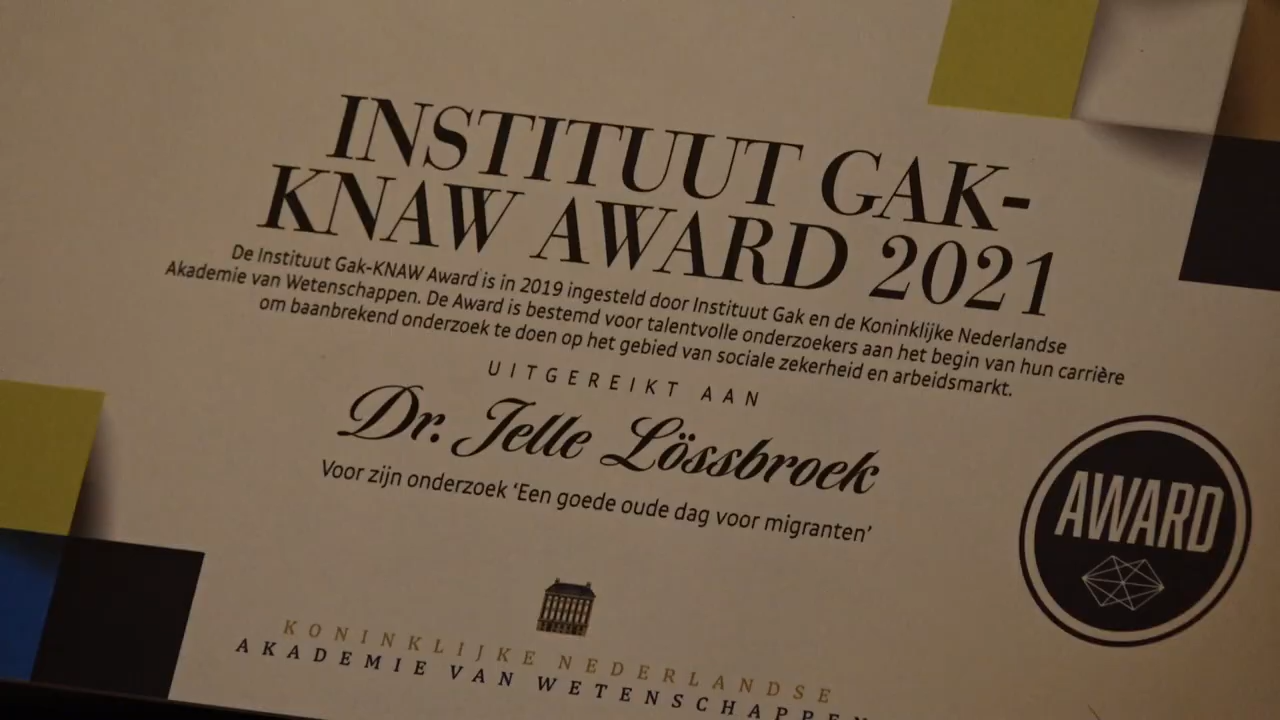 INSTITUUT GAK-
KNAW AWARD 2021
De Instituut Gak-KNAW Award is in 2019 ingesteld door Instituut Gak en de Koninklijke Nederlandse
Akademie van Wetenschappen. De Award is bestemd voor talentvolle onderzoekers aan het begin van hun carrière
om baanbrekend onderzoek te doen op het gebied van sociale zekerheid en arbeidsmarkt.
UITGEREIKT AAN
Dr. Jelle Lössbroek
Voor zijn onderzoek ‘Een goede oude dag voor migranten’
AWARD
KONINKLIJKE NEDERLANDSE
AKADEMIE VAN WETENSCHAPPEN